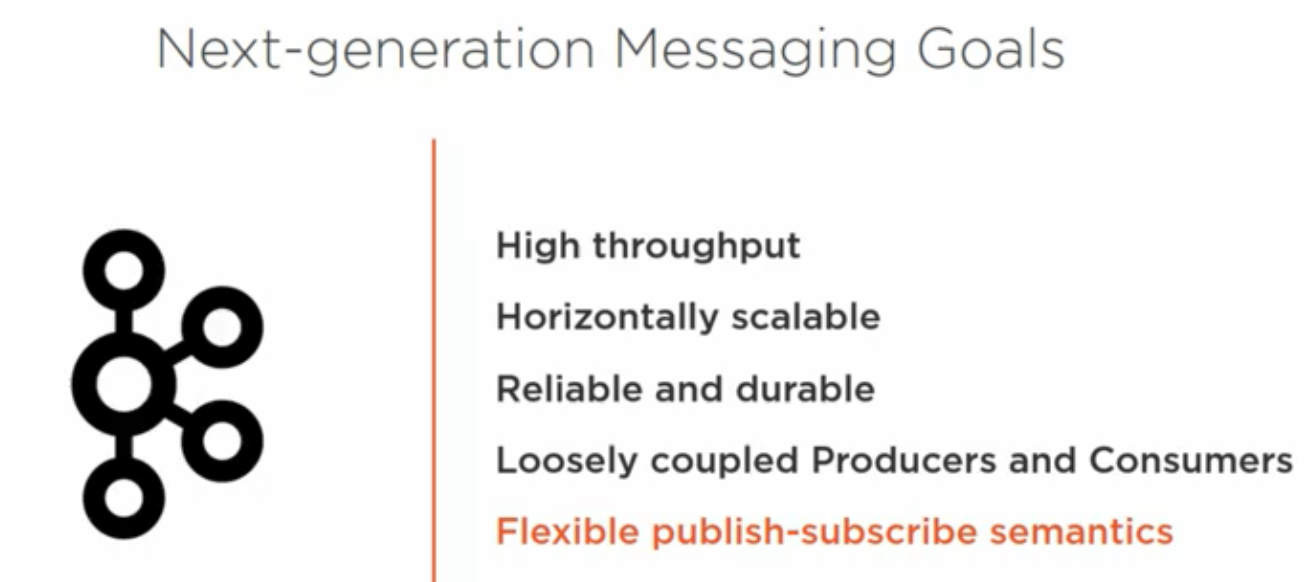 Next-generation Messaging Goals
High throughput
Horizontally scalable
Reliable and durable
Loosely coupled Producers and Consumers
Flexible publish-subscribe semantics